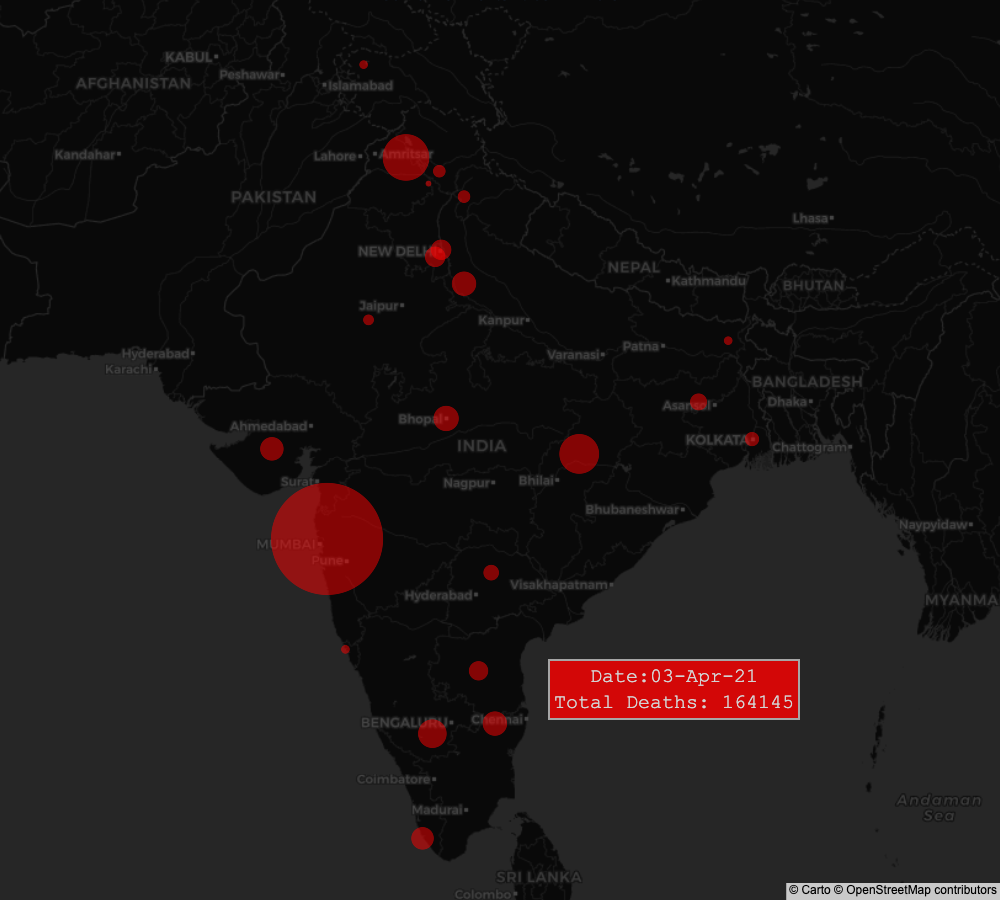 KABUL
Peshawar
AFGHANISTAN
Islamabad
Kandahar
Lahore
Amritsar
PAKISTAN
Lhasa
NEW DELHI
NEPAL
Kathmandu
BHUTAN
Jaipur
Kanpur
Patna
Varanasi
Hyderabad
Karachi
BANGLADESH
Dhaka
Asansol
Bhopal
Ahmedabad
KOLKATA
Chattogram
INDIA
Surat
Nagpur
Bhilai
Bhubaneshwar
Naypyidaw
MUMBAI
Pune
Visakhapatnam
Hyderabad
MYANMA
Date:03-Apr-21
Total Deaths: 164145
BENGALURU
Chennai
Coimbatore
Madurai
Andaman
Sea
SRI LANKA
Colombo
© Carto © OpenStreetMap contributors